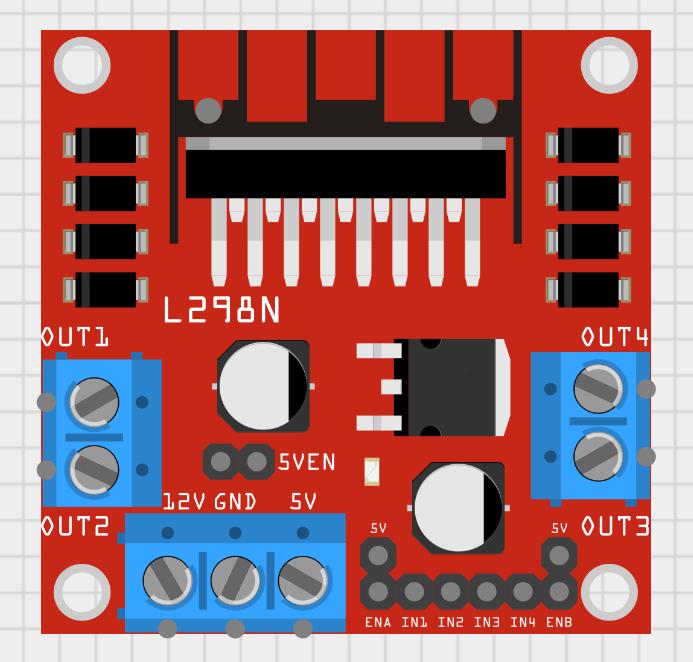 L298N
OUT1
OUT4
5VEN
12V GND 5V
OUT2
5V
5V
OUT3
ENA IN1 IN2 IN3 IN4 ENB